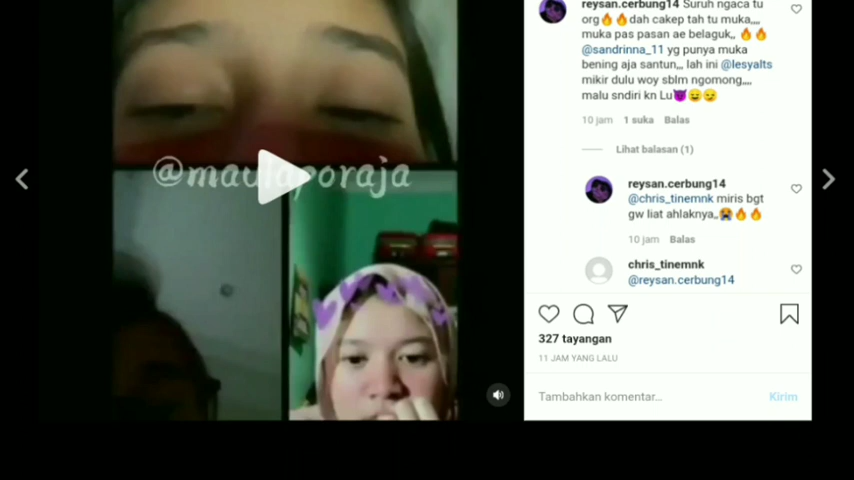 @maulaporaja
reysan.cerbung14 Suruh ngaca tu
org🔥🔥dah cakep tah tu muka,,,,
muka pas pasan ae belaguk,, 🔥🔥
@sandrinna_11 yg punya muka
bening aja santun,,, lah ini @lesyalts
mikir dulu woy sblm ngomong,,,,
malu sndiri kn Lu😈😉😏
10 jam 1 suka Balas
Lihat balasan (1)
reysan.cerbung14
@chris_tinemnk miris bgt
gw liat ahlaknya,,😭🔥🔥
10 jam Balas
chris_tinemnk
@reysan.cerbung14
327 tayangan
11 JAM YANG LALU
Tambahkan komentar... Kirim